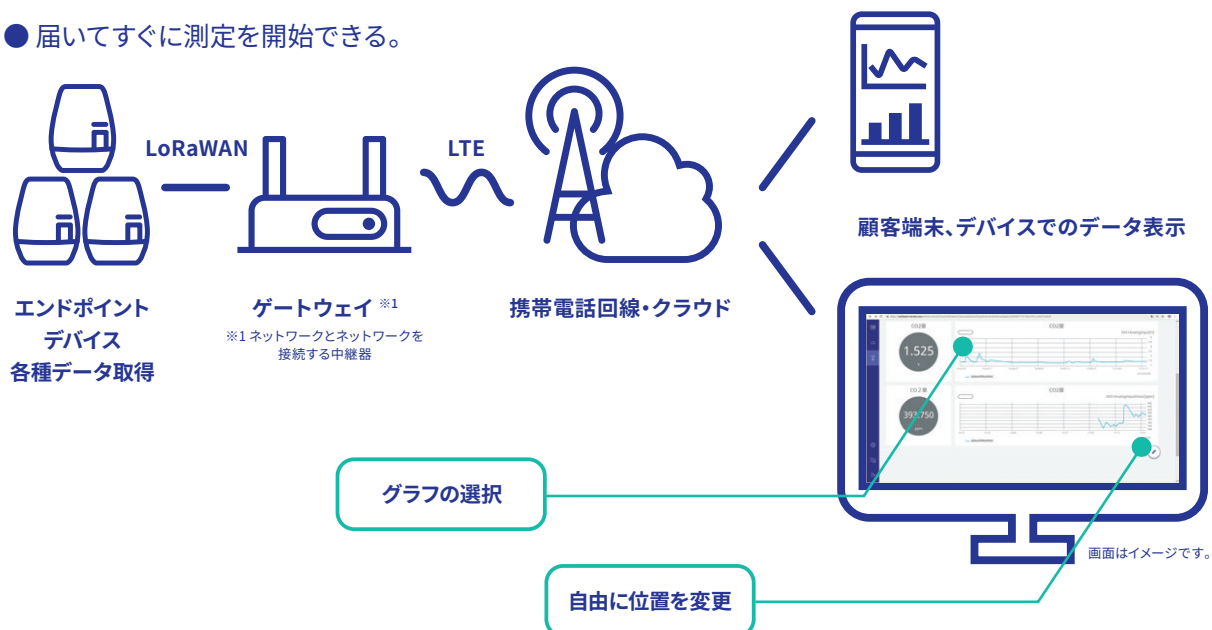 ● 届いてすぐに測定を開始できる。
LoRaWAN
LTE
エンドポイント
デバイス
各種データ取得
ゲートウェイ ※1
※1 ネットワークとネットワークを
接続する中継器
携帯電話回線・クラウド
顧客端末、デバイスでのデータ表示
CO2量
1.525
CO2量
CO2量
393.750
ppm
CO2量
グラフの選択
自由に位置を変更
画面はイメージです。